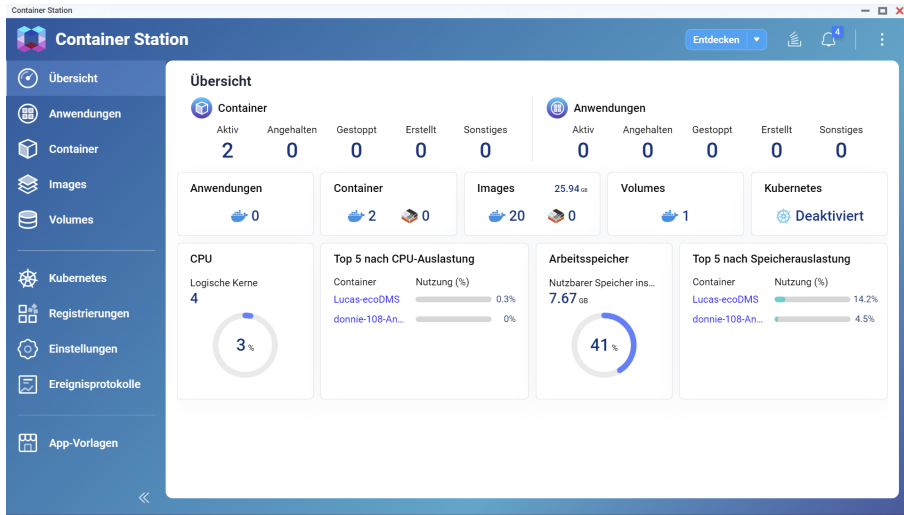 Container Station
Container Station
Entdecken
4
Übersicht
Anwendungen
Container
Images
Volumes
Kubernetes
Registrierungen
Einstellungen
Ereignisprotokolle
App-Vorlagen
Übersicht
Container
Aktiv Angehalten Gestoppt Erstellt Sonstiges
2 0 0 0 0
Anwendungen
Aktiv Angehalten Gestoppt Erstellt Sonstiges
0 0 0 0 0
Anwendungen
0
Container
2 0
Images 25.94 GB
20 0
Volumes
1
Kubernetes
Deaktiviert
CPU
Logische Kerne
4
3 %
Top 5 nach CPU-Auslastung
Container Nutzung (%)
Lucas-ecoDMS 0.3%
donnie-108-An... 0%
Arbeitsspeicher
Nutzbarer Speicher ins...
7.67 GB
41 %
Top 5 nach Speicherauslastung
Container Nutzung (%)
Lucas-ecoDMS 14.2%
donnie-108-An... 4.5%